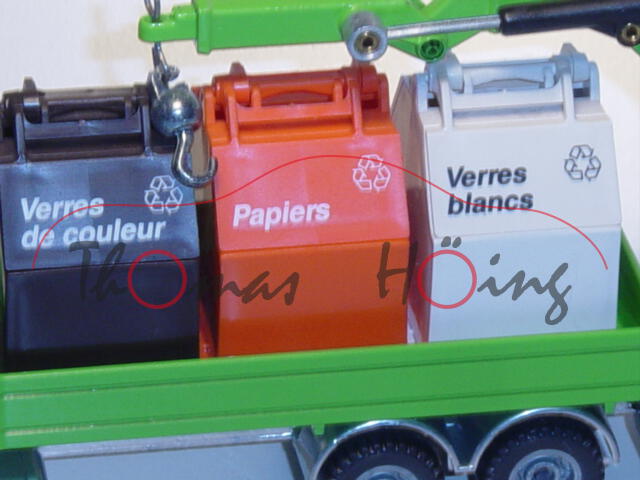 Verres
de couleur
Papiers
Verres
blancs
Thomas Höing